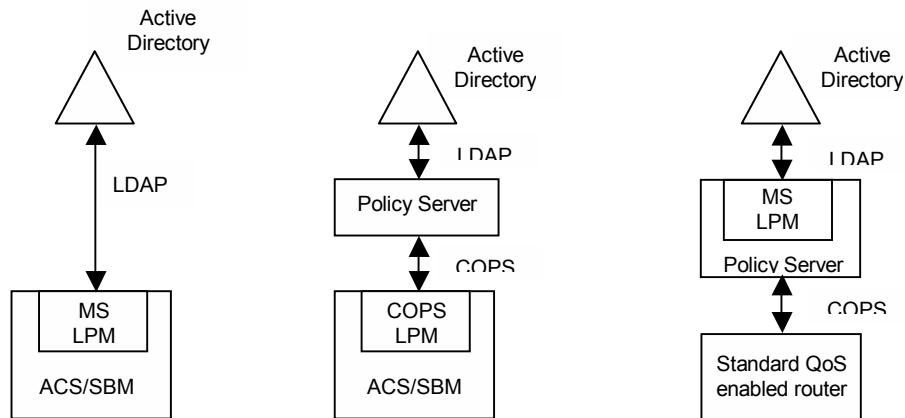 Active
Directory
LDAP
MS
LPM
ACS/SBM
Active
Directory
LDAP
Policy Server
COPS
COPS
LPM
ACS/SBM
Active
Directory
LDAP
MS
LPM
Policy Server
COPS
Standard QoS
enabled router